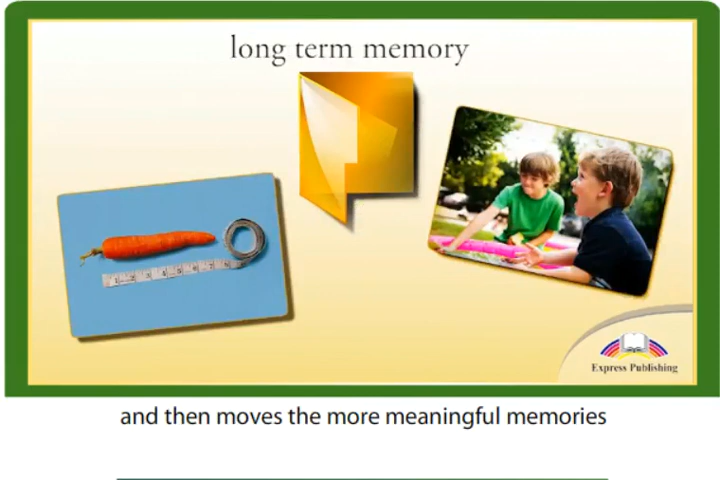 long term memory
Express Publishing
and then moves the more meaningful memories